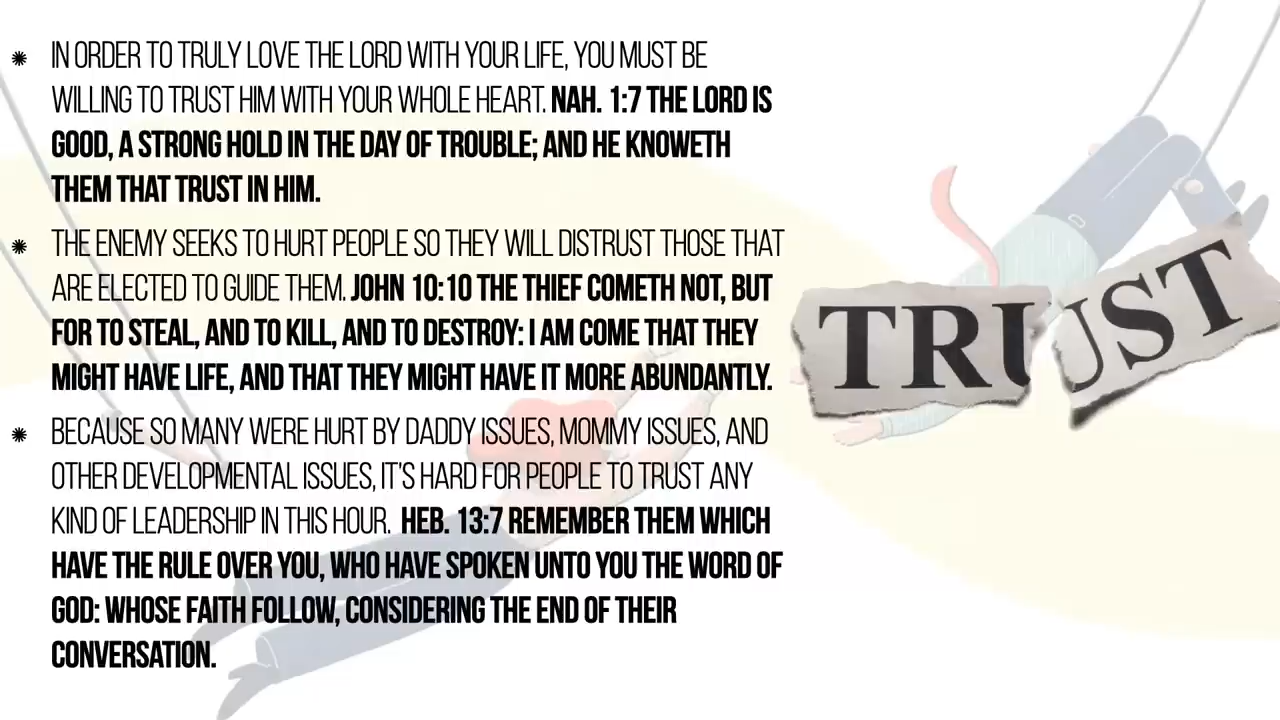 IN ORDER TO TRULY LOVE THE LORD WITH YOUR LIFE, YOU MUST BE
WILLING TO TRUST HIM WITH YOUR WHOLE HEART. NAH. 1:7 THE LORD IS
GOOD, A STRONG HOLD IN THE DAY OF TROUBLE; AND HE KNOWETH
THEM THAT TRUST IN HIM.
THE ENEMY SEEKS TO HURT PEOPLE SO THEY WILL DISTRUST THOSE THAT
ARE ELECTED TO GUIDE THEM. JOHN 10:10 THE THIEF COMETH NOT, BUT
FOR TO STEAL, AND TO KILL, AND TO DESTROY: I AM COME THAT THEY
MIGHT HAVE LIFE, AND THAT THEY MIGHT HAVE IT MORE ABUNDANTLY.
BECAUSE SO MANY WERE HURT BY DADDY ISSUES, MOMMY ISSUES, AND
OTHER DEVELOPMENTAL ISSUES, IT'S HARD FOR PEOPLE TO TRUST ANY
KIND OF LEADERSHIP IN THIS HOUR. HEB. 13:7 REMEMBER THEM WHICH
HAVE THE RULE OVER YOU, WHO HAVE SPOKEN UNTO YOU THE WORD OF
GOD: WHOSE FAITH FOLLOW, CONSIDERING THE END OF THEIR
CONVERSATION.
TRUST